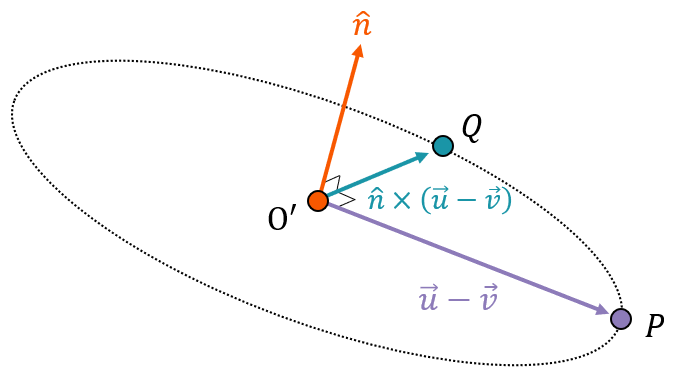 n̂
Q
O′
n̂ × (u⃗ − v⃗)
u⃗ − v⃗
P